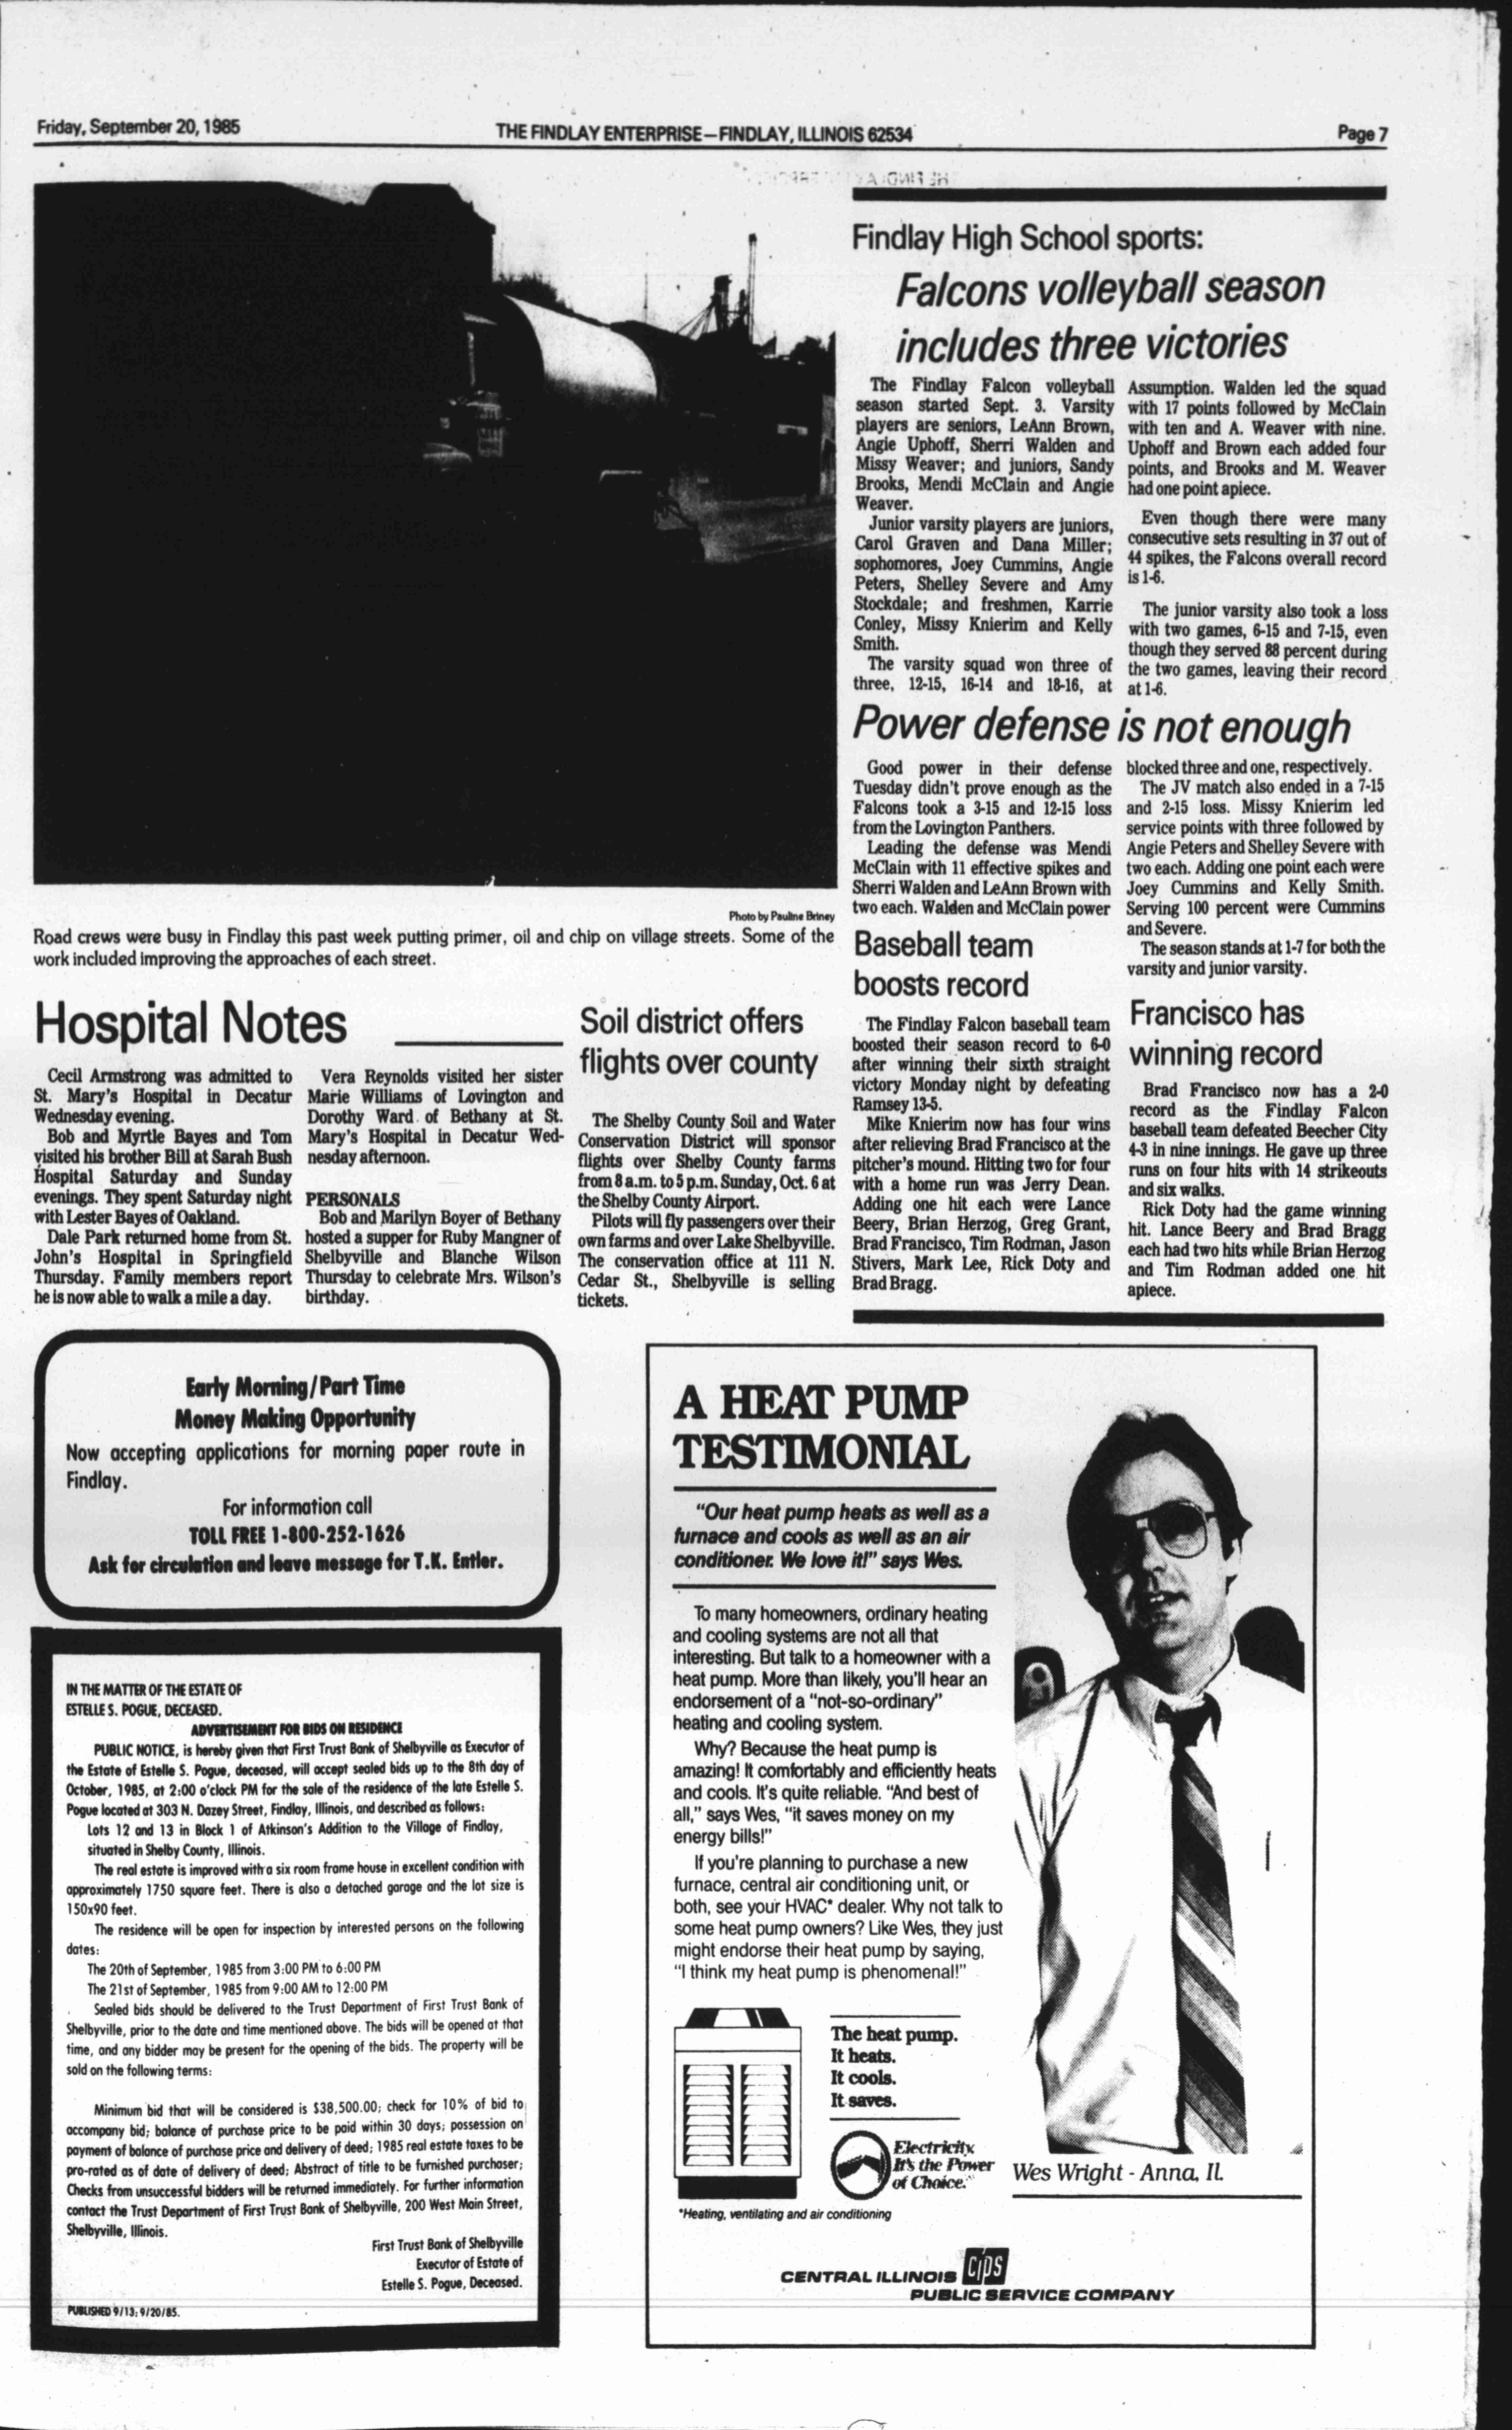 Friday, September 20, 1985
THE FINDLAY ENTERPRISE—FINDLAY, ILLINOIS 62534
Page 7
Photo by Pauline Briney
Road crews were busy in Findlay this past week putting primer, oil and chip on village streets. Some of the
work included improving the approaches of each street.
Findlay High School sports:
Falcons volleyball season
includes three victories
The Findlay Falcon volleyball
season started Sept. 3. Varsity
players are seniors, LeAnn Brown,
Angie Uphoff, Sherri Walden and
Missy Weaver; and juniors, Sandy
Brooks, Mendi McClain and Angie
Weaver.
Junior varsity players are juniors,
Carol Graven and Dana Miller;
sophomores, Joey Cummins, Angie
Peters, Shelley Severe and Amy
Stockdale; and freshmen, Karrie
Conley, Missy Knierim and Kelly
Smith.
The varsity squad won three of
three, 12-15, 16-14 and 18-16, at
Assumption. Walden led the squad
with 17 points followed by McClain
with ten and A. Weaver with nine.
Uphoff and Brown each added four
points, and Brooks and M. Weaver
had one point apiece.
Even though there were many
consecutive sets resulting in 37 out of
44 spikes, the Falcons overall record
is 1-6.
The junior varsity also took a loss
with two games, 6-15 and 7-15, even
though they served 88 percent during
the two games, leaving their record
at 1-6.
Power defense is not enough
Good power in their defense
Tuesday didn't prove enough as the
Falcons took a 3-15 and 12-15 loss
from the Lovington Panthers.
Leading the defense was Mendi
McClain with 11 effective spikes and
Sherri Walden and LeAnn Brown with
two each. Walden and McClain power
blocked three and one, respectively.
The JV match also ended in a 7-15
and 2-15 loss. Missy Knierim led
service points with three followed by
Angie Peters and Shelley Severe with
two each. Adding one point each were
Joey Cummins and Kelly Smith.
Serving 100 percent were Cummins
and Severe.
The season stands at 1-7 for both the
varsity and junior varsity.
Baseball team
boosts record
The Findlay Falcon baseball team
boosted their season record to 6-0
after winning their sixth straight
victory Monday night by defeating
Ramsey 13-5.
Mike Knierim now has four wins
after relieving Brad Francisco at the
pitcher's mound. Hitting two for four
with a home run was Jerry Dean.
Adding one hit each were Lance
Beery, Brian Herzog, Greg Grant,
Brad Francisco, Tim Rodman, Jason
Stivers, Mark Lee, Rick Doty and
Brad Bragg.
Francisco has
winning record
Brad Francisco now has a 2-0
record as the Findlay Falcon
baseball team defeated Beecher City
4-3 in nine innings. He gave up three
runs on four hits with 14 strikeouts
and six walks.
Rick Doty had the game winning
hit. Lance Beery and Brad Bragg
each had two hits while Brian Herzog
and Tim Rodman added one hit
apiece.
Hospital Notes
Cecil Armstrong was admitted to
St. Mary's Hospital in Decatur
Wednesday evening.
Bob and Myrtle Bayes and Tom
visited his brother Bill at Sarah Bush
Hospital Saturday and Sunday
evenings. They spent Saturday night
with Lester Bayes of Oakland.
Dale Park returned home from St.
John's Hospital in Springfield
Thursday. Family members report
he is now able to walk a mile a day.
Vera Reynolds visited her sister
Marie Williams of Lovington and
Dorothy Ward of Bethany at St.
Mary's Hospital in Decatur Wed-
nesday afternoon.
PERSONALS
Bob and Marilyn Boyer of Bethany
hosted a supper for Ruby Mangner of
Shelbyville and Blanche Wilson
Thursday to celebrate Mrs. Wilson's
birthday.
Soil district offers
flights over county
The Shelby County Soil and Water
Conservation District will sponsor
flights over Shelby County farms
from 8 a.m. to 5 p.m. Sunday, Oct. 6 at
the Shelby County Airport.
Pilots will fly passengers over their
own farms and over Lake Shelbyville.
The conservation office at 111 N.
Cedar St., Shelbyville is selling
tickets.
Early Morning/Part Time
Money Making Opportunity
Now accepting applications for morning paper route in
Findlay.
For information call
TOLL FREE 1-800-252-1626
Ask for circulation and leave message for T.K. Entler.
IN THE MATTER OF THE ESTATE OF
ESTELLE S. POGUE, DECEASED.
ADVERTISEMENT FOR BIDS ON RESIDENCE
PUBLIC NOTICE, is hereby given that First Trust Bank of Shelbyville as Executor of
the Estate of Estelle S. Pogue, deceased, will accept sealed bids up to the 8th day of
October, 1985, at 2:00 o'clock PM for the sale of the residence of the late Estelle S.
Pogue located at 303 N. Dazey Street, Findlay, Illinois, and described as follows:
Lots 12 and 13 in Block 1 of Atkinson's Addition to the Village of Findlay,
situated in Shelby County, Illinois.
The real estate is improved with a six room frame house in excellent condition with
approximately 1750 square feet. There is also a detached garage and the lot size is
150x90 feet.
The residence will be open for inspection by interested persons on the following
dates:
The 20th of September, 1985 from 3:00 PM to 6:00 PM
The 21st of September, 1985 from 9:00 AM to 12:00 PM
Sealed bids should be delivered to the Trust Department of First Trust Bank of
Shelbyville, prior to the date and time mentioned above. The bids will be opened at that
time, and any bidder may be present for the opening of the bids. The property will be
sold on the following terms:
Minimum bid that will be considered is $38,500.00; check for 10% of bid to
accompany bid; balance of purchase price to be paid within 30 days; possession on
payment of balance of purchase price and delivery of deed; 1985 real estate taxes to be
pro-rated as of date of delivery of deed; Abstract of title to be furnished purchaser;
Checks from unsuccessful bidders will be returned immediately. For further information
contact the Trust Department of First Trust Bank of Shelbyville, 200 West Main Street,
Shelbyville, Illinois.
First Trust Bank of Shelbyville
Executor of Estate of
Estelle S. Pogue, Deceased.
PUBLISHED 9/13; 9/20/85.
A HEAT PUMP
TESTIMONIAL
"Our heat pump heats as well as a
furnace and cools as well as an air
conditioner. We love it!" says Wes.
To many homeowners, ordinary heating
and cooling systems are not all that
interesting. But talk to a homeowner with a
heat pump. More than likely, you'll hear an
endorsement of a "not-so-ordinary"
heating and cooling system.
Why? Because the heat pump is
amazing! It comfortably and efficiently heats
and cools. It's quite reliable. "And best of
all," says Wes, "it saves money on my
energy bills!"
If you're planning to purchase a new
furnace, central air conditioning unit, or
both, see your HVAC* dealer. Why not talk to
some heat pump owners? Like Wes, they just
might endorse their heat pump by saying,
"I think my heat pump is phenomenal!"
The heat pump.
It heats.
It cools.
It saves.
Electricity.
It's the Power
of Choice.
Wes Wright - Anna, Il.
*Heating, ventilating and air conditioning
CENTRAL ILLINOIS
CIPS
PUBLIC SERVICE COMPANY